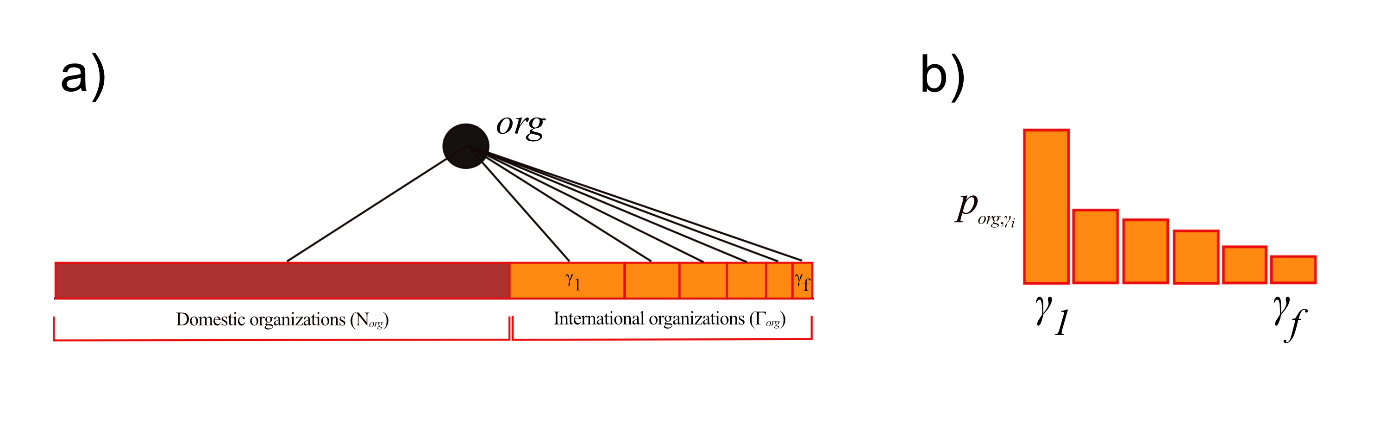 a)
org
γ1
γf
Domestic organizations (Norg)
International organizations (Γorg)
b)
porg,γi
γ1
γf